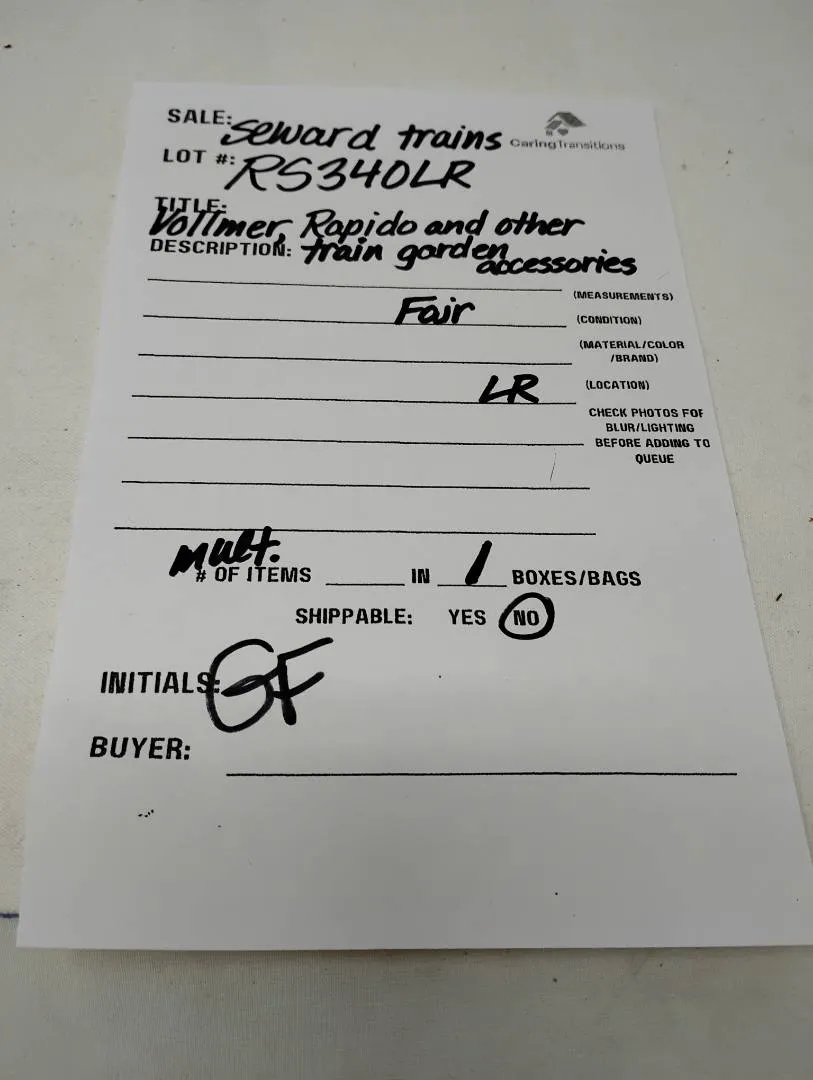 SALE: Seward trains
CaringTransitions
LOT #: RS340LR
TITLE: Vollmer, Rapido and other
DESCRIPTION: train garden accessories
(MEASUREMENTS)
Fair (CONDITION)
(MATERIAL/COLOR
/BRAND)
LR (LOCATION)
CHECK PHOTOS FOR
BLUR/LIGHTING
BEFORE ADDING TO
QUEUE
mult.
# OF ITEMS ______ IN 1 BOXES/BAGS
SHIPPABLE: YES NO
INITIALS: GF
BUYER: